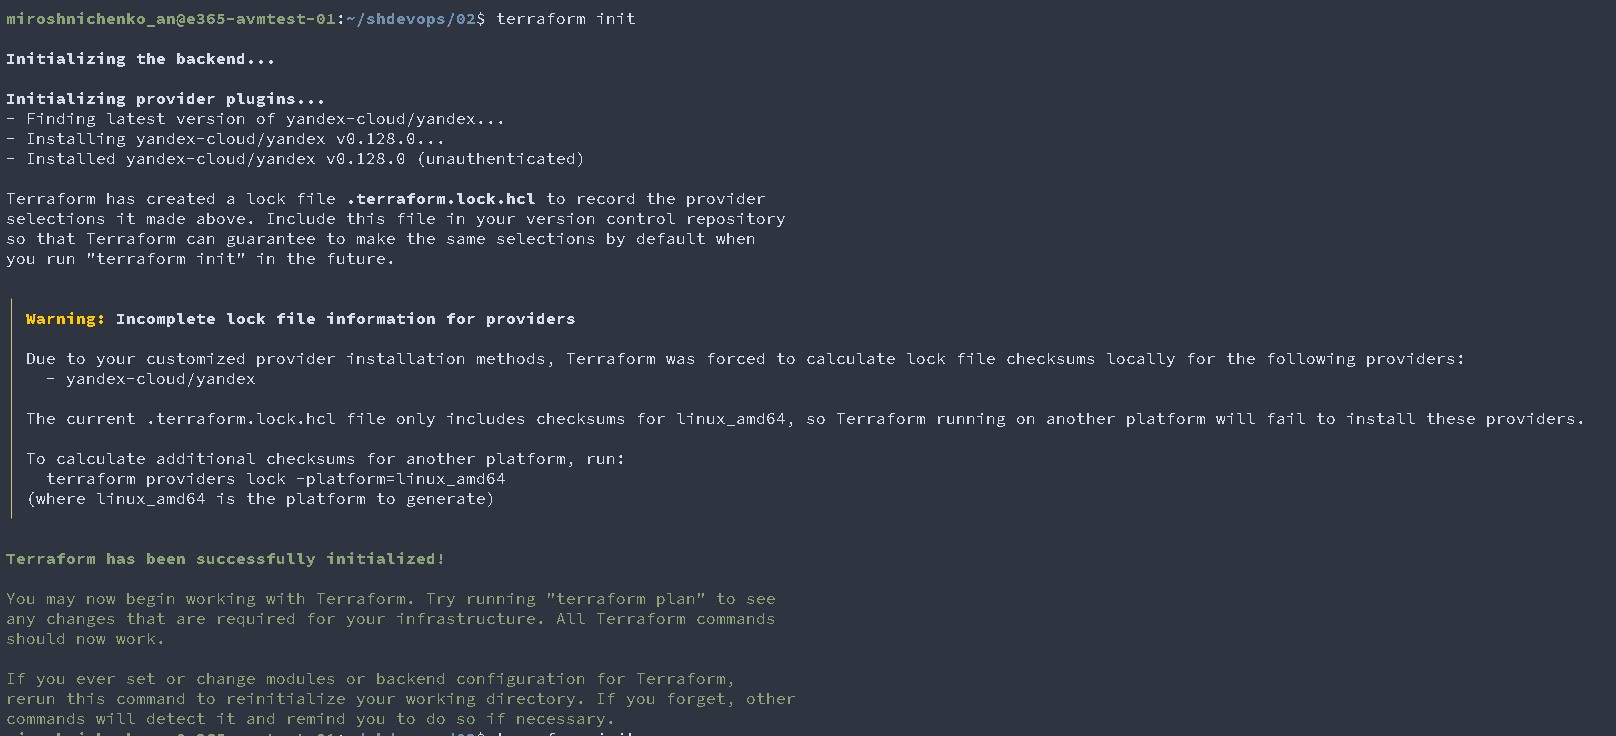 miroshnichenko_an@e365-avmtest-01:~/shdevops/02$ terraform init
Initializing the backend...
Initializing provider plugins...
- Finding latest version of yandex-cloud/yandex...
- Installing yandex-cloud/yandex v0.128.0...
- Installed yandex-cloud/yandex v0.128.0 (unauthenticated)
Terraform has created a lock file .terraform.lock.hcl to record the provider
selections it made above. Include this file in your version control repository
so that Terraform can guarantee to make the same selections by default when
you run "terraform init" in the future.
Warning: Incomplete lock file information for providers
Due to your customized provider installation methods, Terraform was forced to calculate lock file checksums locally for the following providers:
- yandex-cloud/yandex
The current .terraform.lock.hcl file only includes checksums for linux_amd64, so Terraform running on another platform will fail to install these providers.
To calculate additional checksums for another platform, run:
terraform providers lock -platform=linux_amd64
(where linux_amd64 is the platform to generate)
Terraform has been successfully initialized!
You may now begin working with Terraform. Try running "terraform plan" to see
any changes that are required for your infrastructure. All Terraform commands
should now work.
If you ever set or change modules or backend configuration for Terraform,
rerun this command to reinitialize your working directory. If you forget, other
commands will detect it and remind you to do so if necessary.